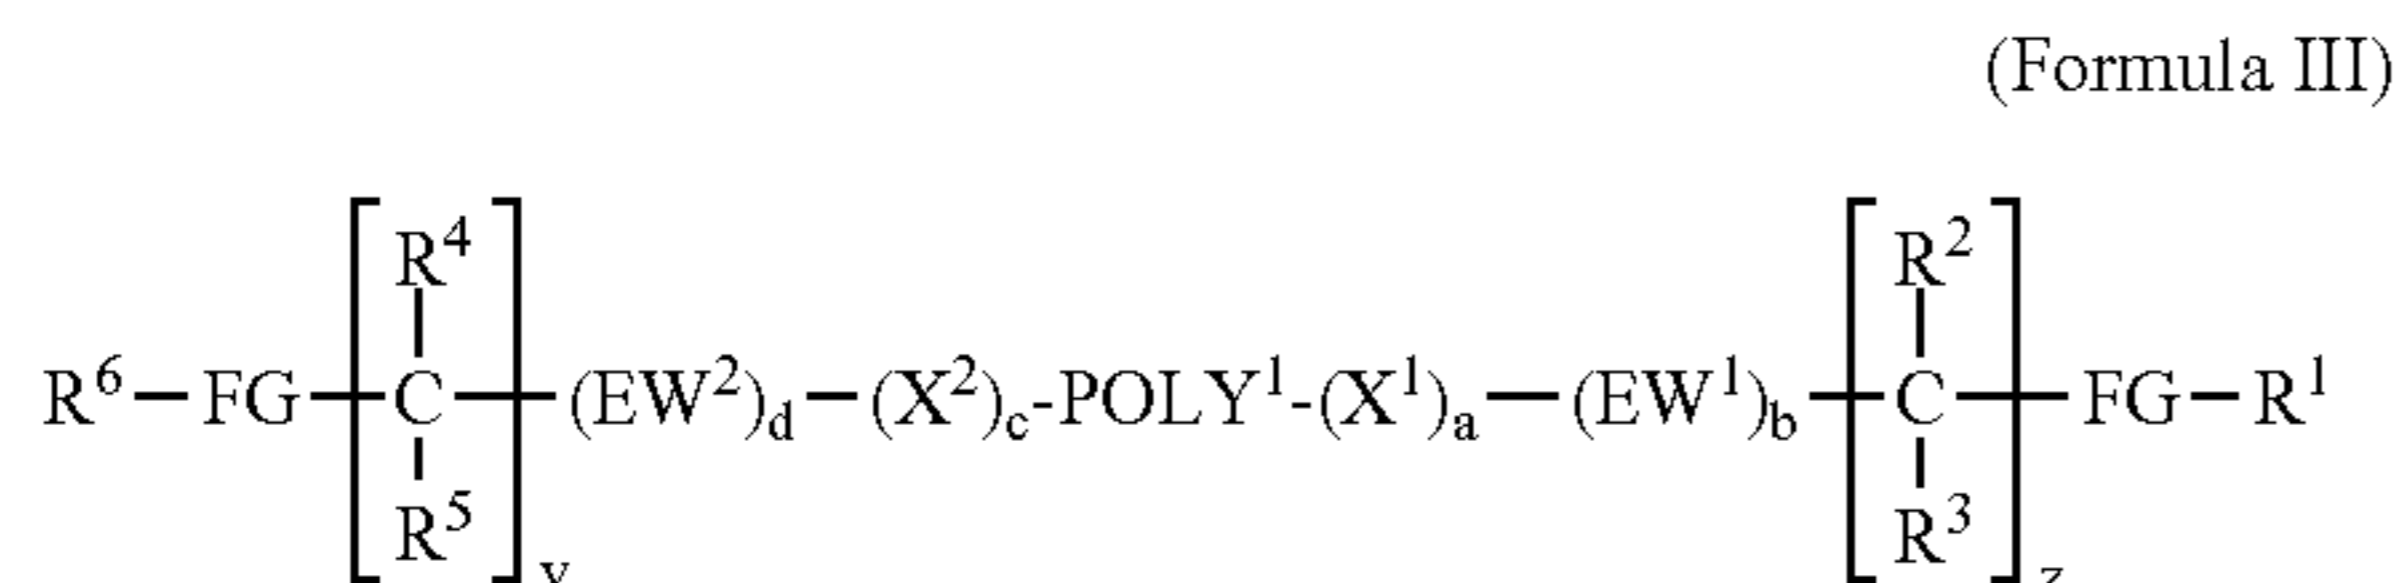 (Formula III)
R⁴ R²
R⁶—FG—[C]—(EW²)d—(X²)c-POLY¹-(X¹)a—(EW¹)b—[C]—FG—R¹
R⁵ R³
y z